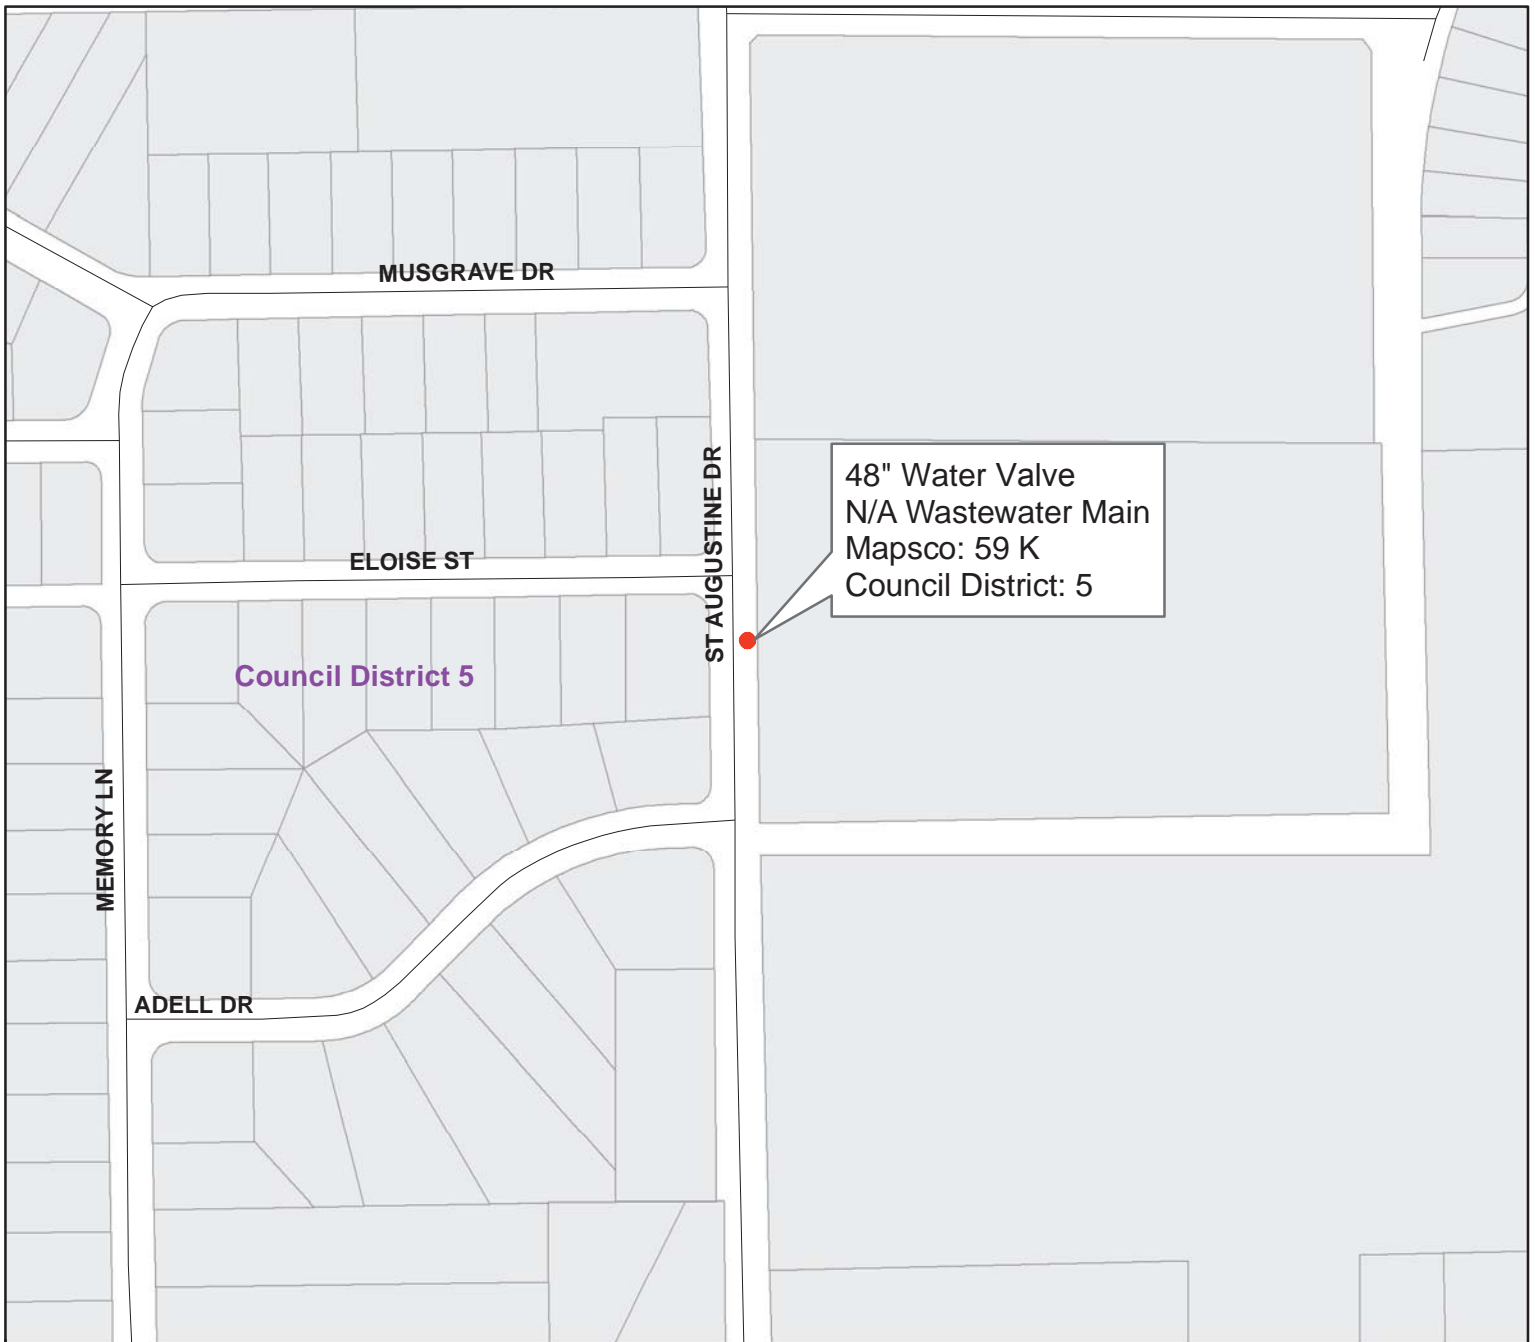 MUSGRAVE DR
ST AUGUSTINE DR
48" Water Valve
N/A Wastewater Main
Mapsco: 59 K
Council District: 5
ELOISE ST
Council District 5
MEMORY LN
ADELL DR